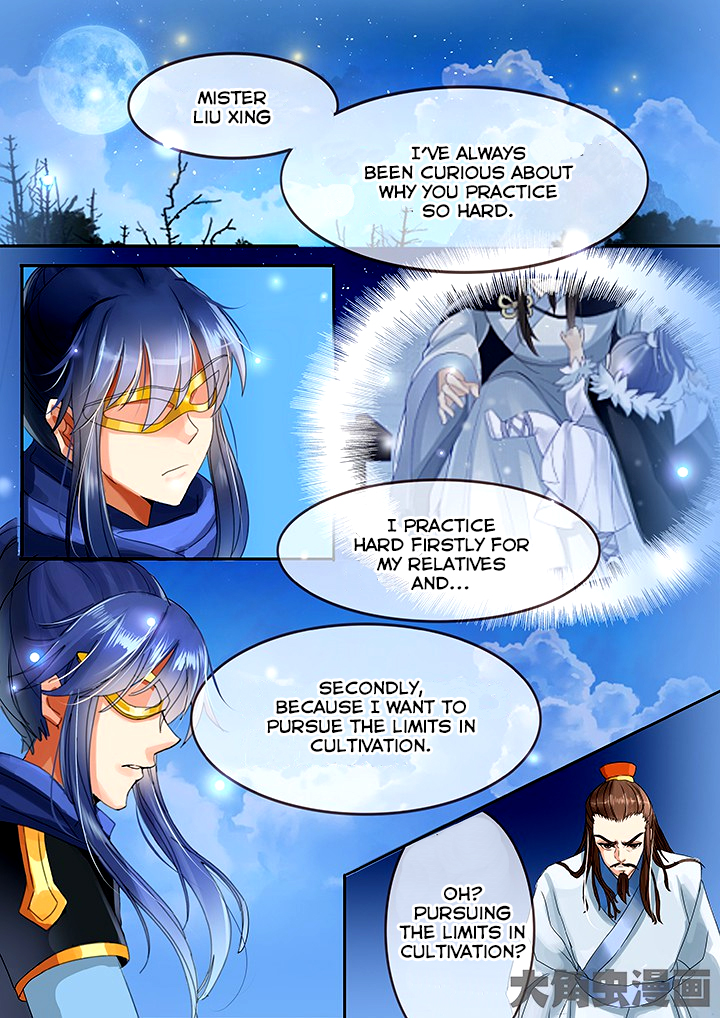 MISTER
LIU XING
I'VE ALWAYS
BEEN CURIOUS ABOUT
WHY YOU PRACTICE
SO HARD.
I PRACTICE
HARD FIRSTLY FOR
MY RELATIVES
AND...
SECONDLY,
BECAUSE I WANT TO
PURSUE THE LIMITS IN
CULTIVATION.
OH?
PURSUING
THE LIMITS IN
CULTIVATION?
大角虫漫画